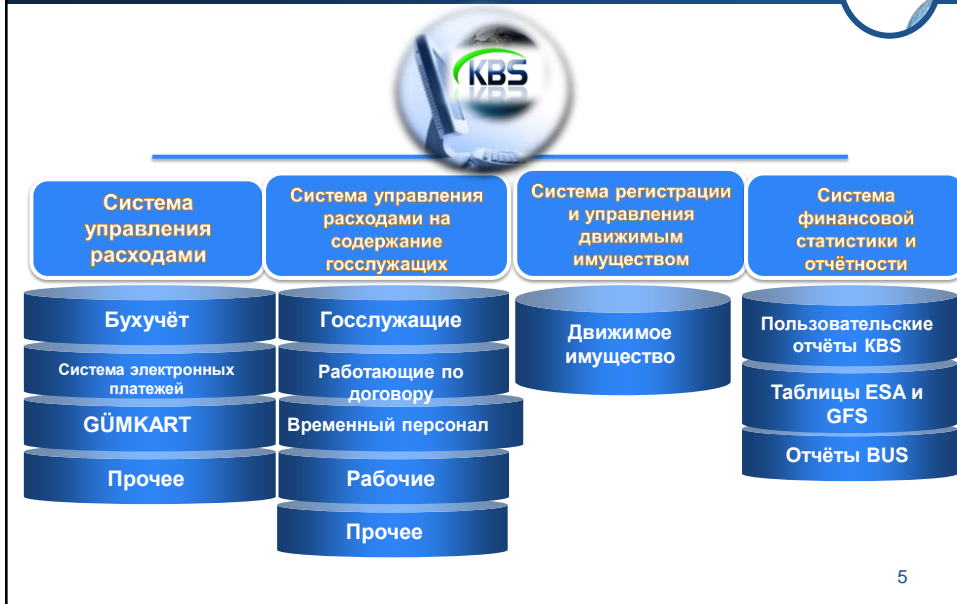 KBS
Система
управления
расходами
Система управления
расходами на
содержание
госслужащих
Система регистрации
и управления
движимым
имуществом
Система
финансовой
статистики и
отчётности
Бухучёт
Система электронных
платежей
GÜMKART
Прочее
Госслужащие
Работающие по
договору
Временный персонал
Рабочие
Прочее
Движимое
имущество
Пользовательские
отчёты KBS
Таблицы ESA и
GFS
Отчёты BUS
5